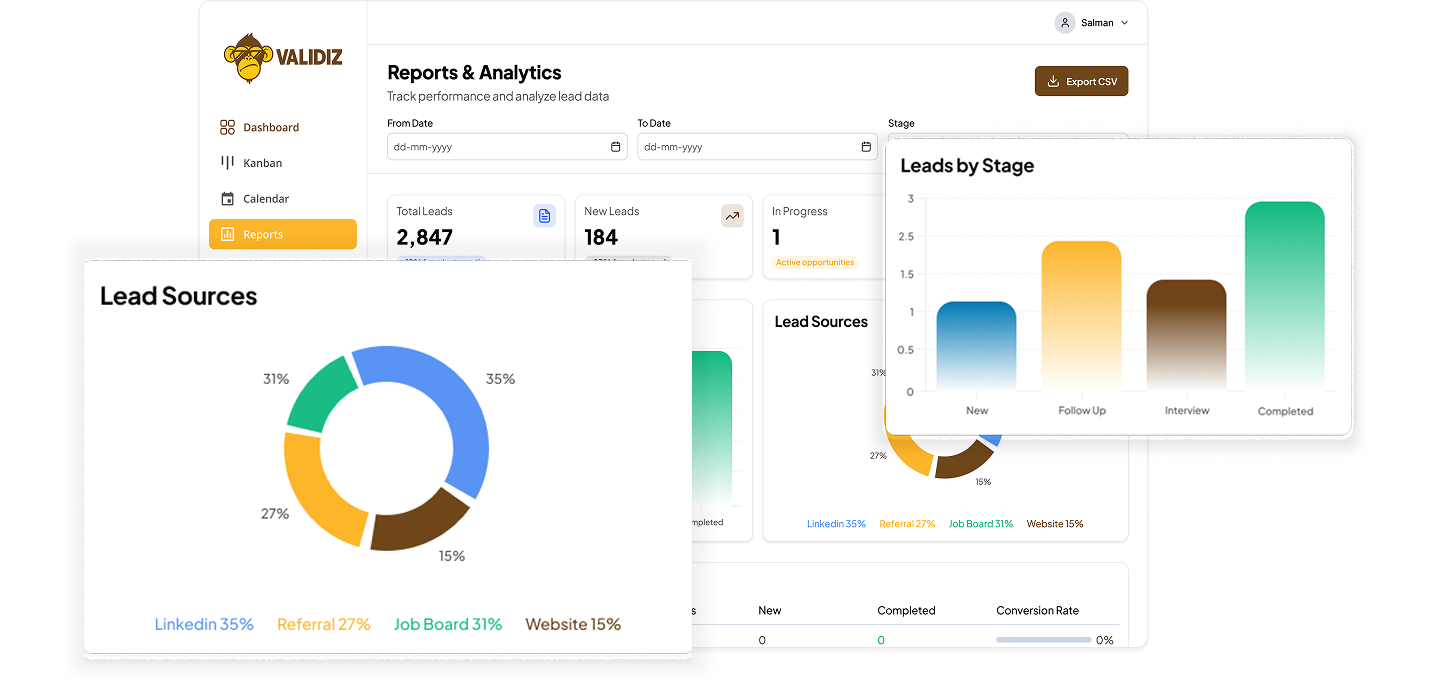 Salman
VALIDIZ
Reports & Analytics
Track performance and analyze lead data
Export CSV
Dashboard
Kanban
Calendar
Reports
From Date
To Date
Stage
dd-mm-yyyy
dd-mm-yyyy
Total Leads
2,847
New Leads
184
In Progress
1
Active opportunities
Leads by Stage
3
2.5
1.5
1
0.5
0
New
Follow Up
Interview
Completed
Lead Sources
31%
35%
27%
15%
Linkedin 35% Referral 27% Job Board 31% Website 15%
Lead Sources
31%
27%
15%
Linkedin 35% Referral 27% Job Board 31% Website 15%
mpleted
s New Completed Conversion Rate
0 0 0%